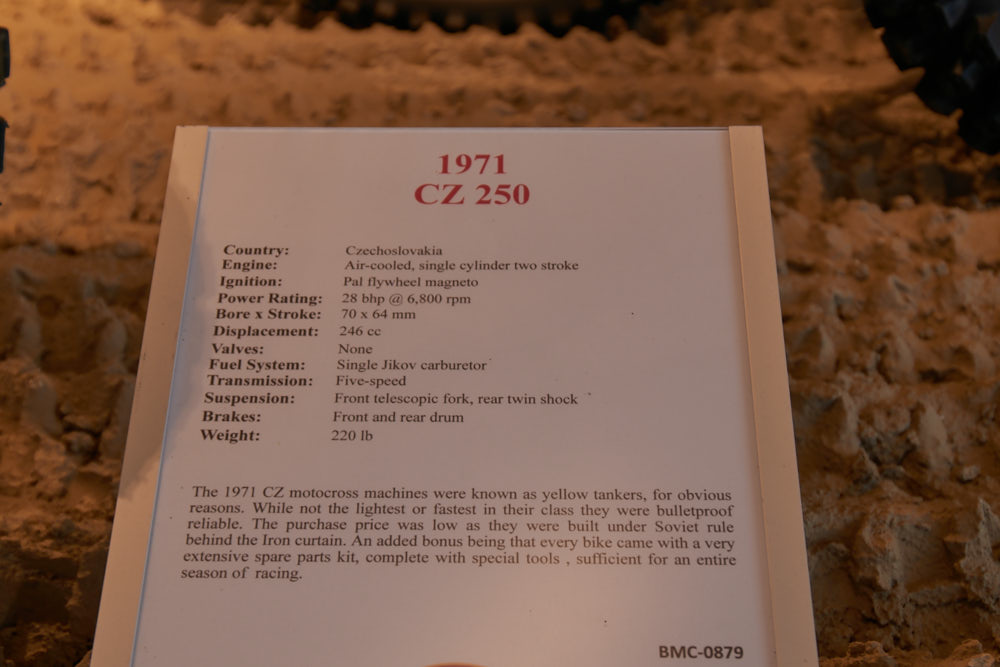 1971
CZ 250
Country: Czechoslovakia
Engine: Air-cooled, single cylinder two stroke
Ignition: Pal flywheel magneto
Power Rating: 28 bhp @ 6,800 rpm
Bore x Stroke: 70 x 64 mm
Displacement: 246 cc
Valves: None
Fuel System: Single Jikov carburetor
Transmission: Five-speed
Suspension: Front telescopic fork, rear twin shock
Brakes: Front and rear drum
Weight: 220 lb
The 1971 CZ motocross machines were known as yellow tankers, for obvious
reasons. While not the lightest or fastest in their class they were bulletproof
reliable. The purchase price was low as they were built under Soviet rule
behind the Iron curtain. An added bonus being that every bike came with a very
extensive spare parts kit, complete with special tools , sufficient for an entire
season of racing.
BMC-0879